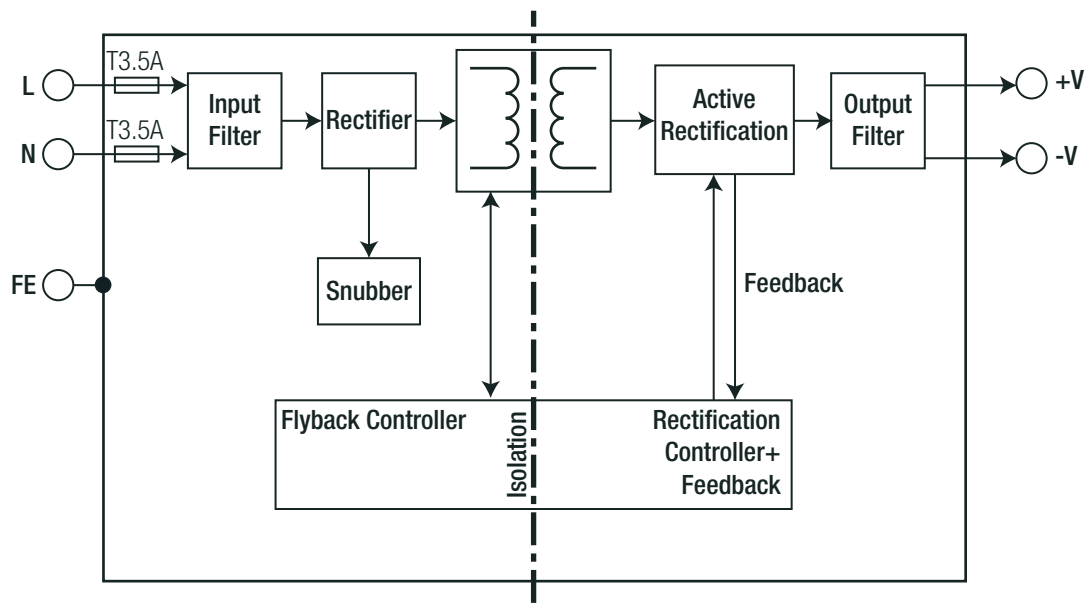 T3.5A
L
Input
Filter
Rectifier
Active
Rectification
Output
Filter
+V
T3.5A
N
-V
FE
Snubber
Feedback
Flyback Controller
Isolation
Rectification
Controller+
Feedback